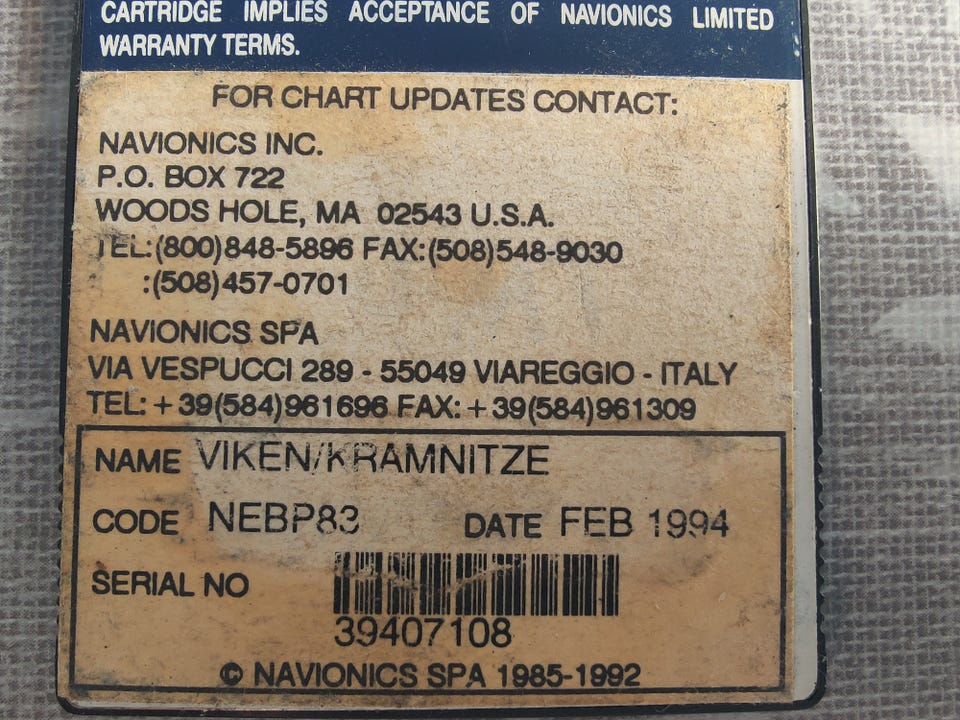 CARTRIDGE IMPLIES ACCEPTANCE OF NAVIONICS LIMITED
WARRANTY TERMS.
FOR CHART UPDATES CONTACT:
NAVIONICS INC.
P.O. BOX 722
WOODS HOLE, MA 02543 U.S.A.
TEL:(800)848-5896 FAX:(508)548-9030
:(508)457-0701
NAVIONICS SPA
VIA VESPUCCI 289 - 55049 VIAREGGIO - ITALY
TEL: +39(584)961696 FAX: +39(584)961309
NAME VIKEN/KRAMNITZE
CODE NEBP83 DATE FEB 1994
SERIAL NO
39407108
© NAVIONICS SPA 1985-1992